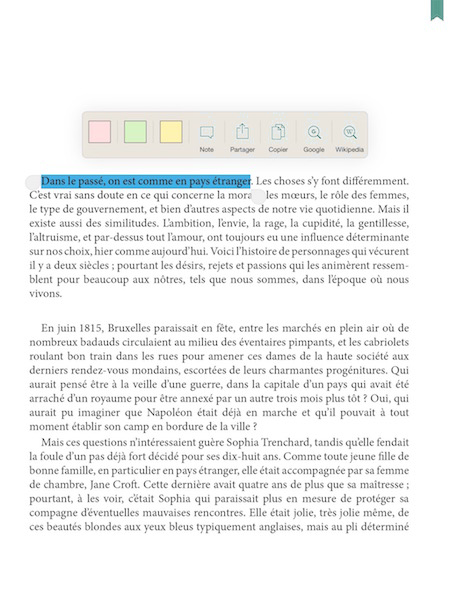 Note Partager Copier Google Wikipedia
Dans le passé, on est comme en pays étranger. Les choses s'y font différemment.
C'est vrai sans doute en ce qui concerne la mora les mœurs, le rôle des femmes,
le type de gouvernement, et bien d'autres aspects de notre vie quotidienne. Mais il
existe aussi des similitudes. L'ambition, l'envie, la rage, la cupidité, la gentillesse,
l'altruisme, et par-dessus tout l'amour, ont toujours eu une influence déterminante
sur nos choix, hier comme aujourd'hui. Voici l'histoire de personnages qui vécurent
il y a deux siècles ; pourtant les désirs, rejets et passions qui les animèrent ressem-
blent pour beaucoup aux nôtres, tels que nous sommes, dans l'époque où nous
vivons.
En juin 1815, Bruxelles paraissait en fête, entre les marchés en plein air où de
nombreux badauds circulaient au milieu des éventaires pimpants, et les cabriolets
roulant bon train dans les rues pour amener ces dames de la haute société aux
derniers rendez-vous mondains, escortées de leurs charmantes progénitures. Qui
aurait pensé être à la veille d'une guerre, dans la capitale d'un pays qui avait été
arraché d'un royaume pour être annexé par un autre trois mois plus tôt ? Oui, qui
aurait pu imaginer que Napoléon était déjà en marche et qu'il pouvait à tout
moment établir son camp en bordure de la ville ?
Mais ces questions n'intéressaient guère Sophia Trenchard, tandis qu'elle fendait
la foule d'un pas déjà fort décidé pour ses dix-huit ans. Comme toute jeune fille de
bonne famille, en particulier en pays étranger, elle était accompagnée par sa femme
de chambre, Jane Croft. Cette dernière avait quatre ans de plus que sa maîtresse ;
pourtant, à les voir, c'était Sophia qui paraissait plus en mesure de protéger sa
compagne d'éventuelles mauvaises rencontres. Elle était jolie, très jolie même, de
ces beautés blondes aux yeux bleus typiquement anglaises, mais au pli déterminé